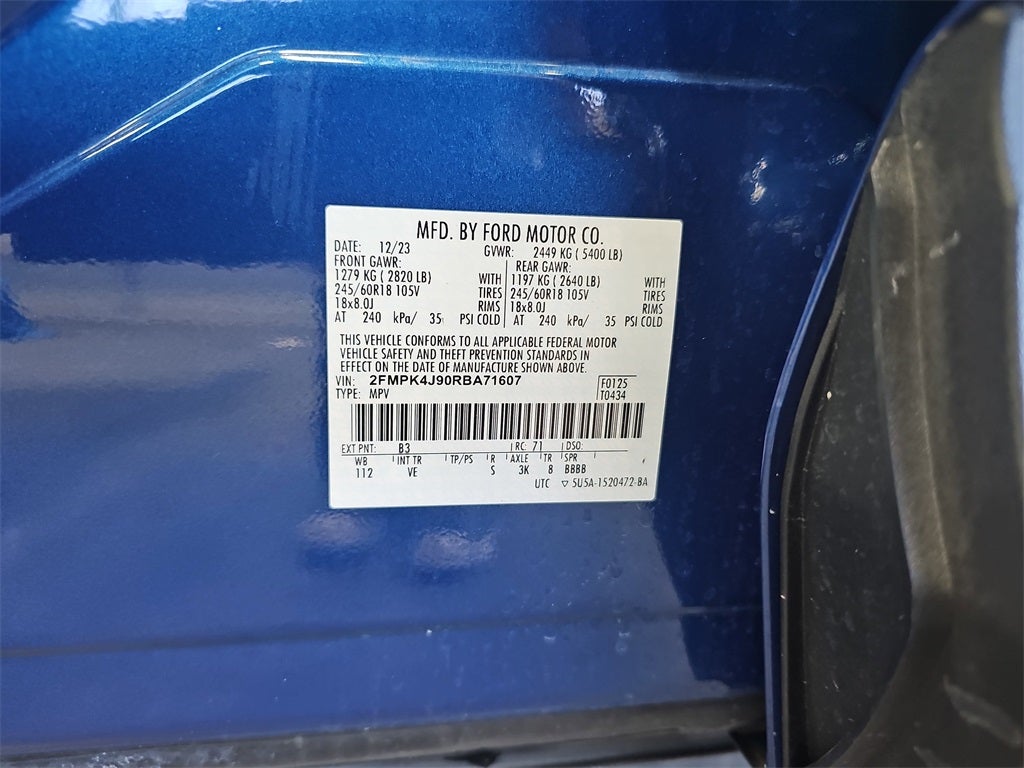 MFD. BY FORD MOTOR CO.
DATE: 12/23 GVWR: 2449 KG ( 5400 LB)
FRONT GAWR: REAR GAWR:
1279 KG ( 2820 LB) WITH 1197 KG ( 2640 LB) WITH
245/60R18 105V TIRES 245/60R18 105V TIRES
18x8.0J RIMS 18x8.0J RIMS
AT 240 kPa/ 35 PSI COLD AT 240 kPa/ 35 PSI COLD
THIS VEHICLE CONFORMS TO ALL APPLICABLE FEDERAL MOTOR
VEHICLE SAFETY AND THEFT PREVENTION STANDARDS IN
EFFECT ON THE DATE OF MANUFACTURE SHOWN ABOVE.
VIN: 2FMPK4J90RBA71607 F0125
TYPE: MPV T0434
EXT PNT: B3 RC: 71 DSO:
WB INT TR TP/PS R AXLE TR SPR
112 VE S 3K 8 BBBB
UTC ▽ 5U5A-1520472-BA